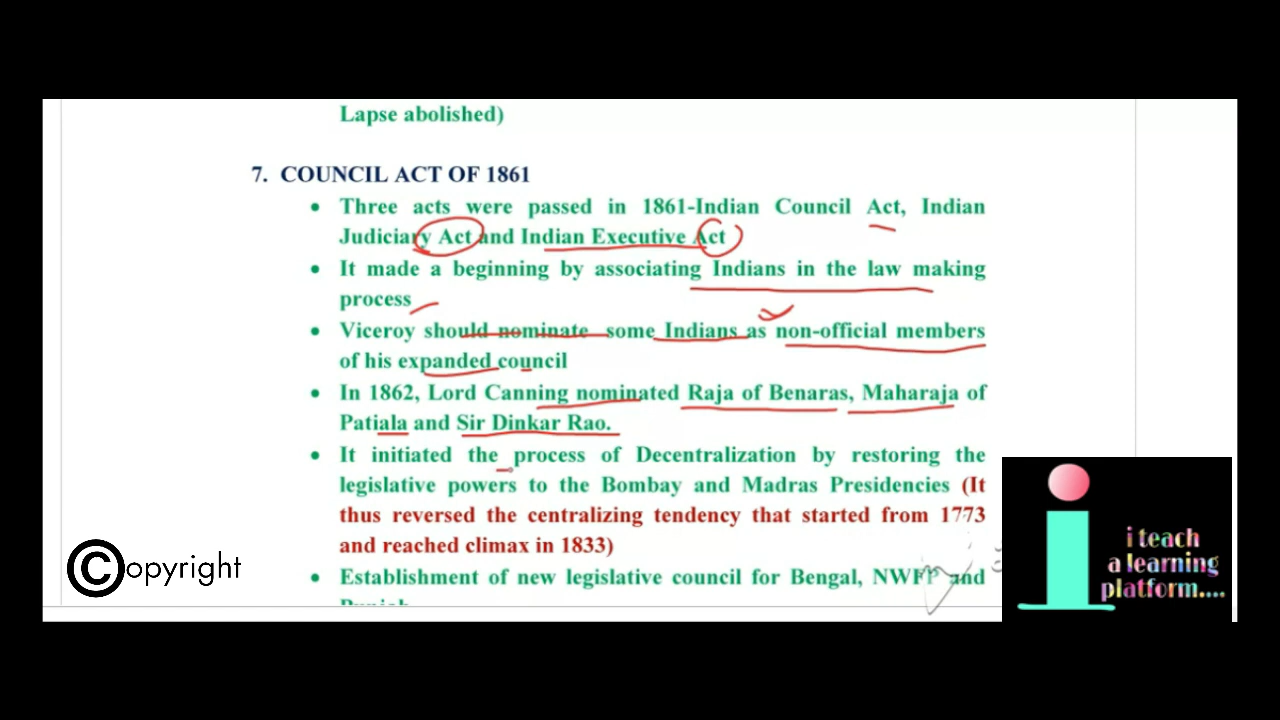 Lapse abolished)
7. COUNCIL ACT OF 1861
• Three acts were passed in 1861-Indian Council Act, Indian
Judiciary Act and Indian Executive Act
• It made a beginning by associating Indians in the law making
process
• Viceroy should nominate some Indians as non-official members
of his expanded council
• In 1862, Lord Canning nominated Raja of Benaras, Maharaja of
Patiala and Sir Dinkar Rao.
• It initiated the process of Decentralization by restoring the
legislative powers to the Bombay and Madras Presidencies (It
thus reversed the centralizing tendency that started from 1773
and reached climax in 1833)
• Establishment of new legislative council for Bengal, NWFP and
Punjab
©opyright
i teach
a learning
platform....